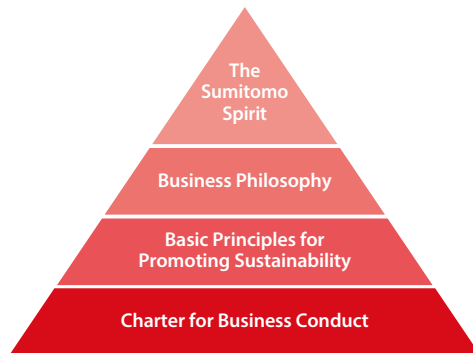 The
Sumitomo
Spirit
Business Philosophy
Basic Principles for
Promoting Sustainability
Charter for Business Conduct